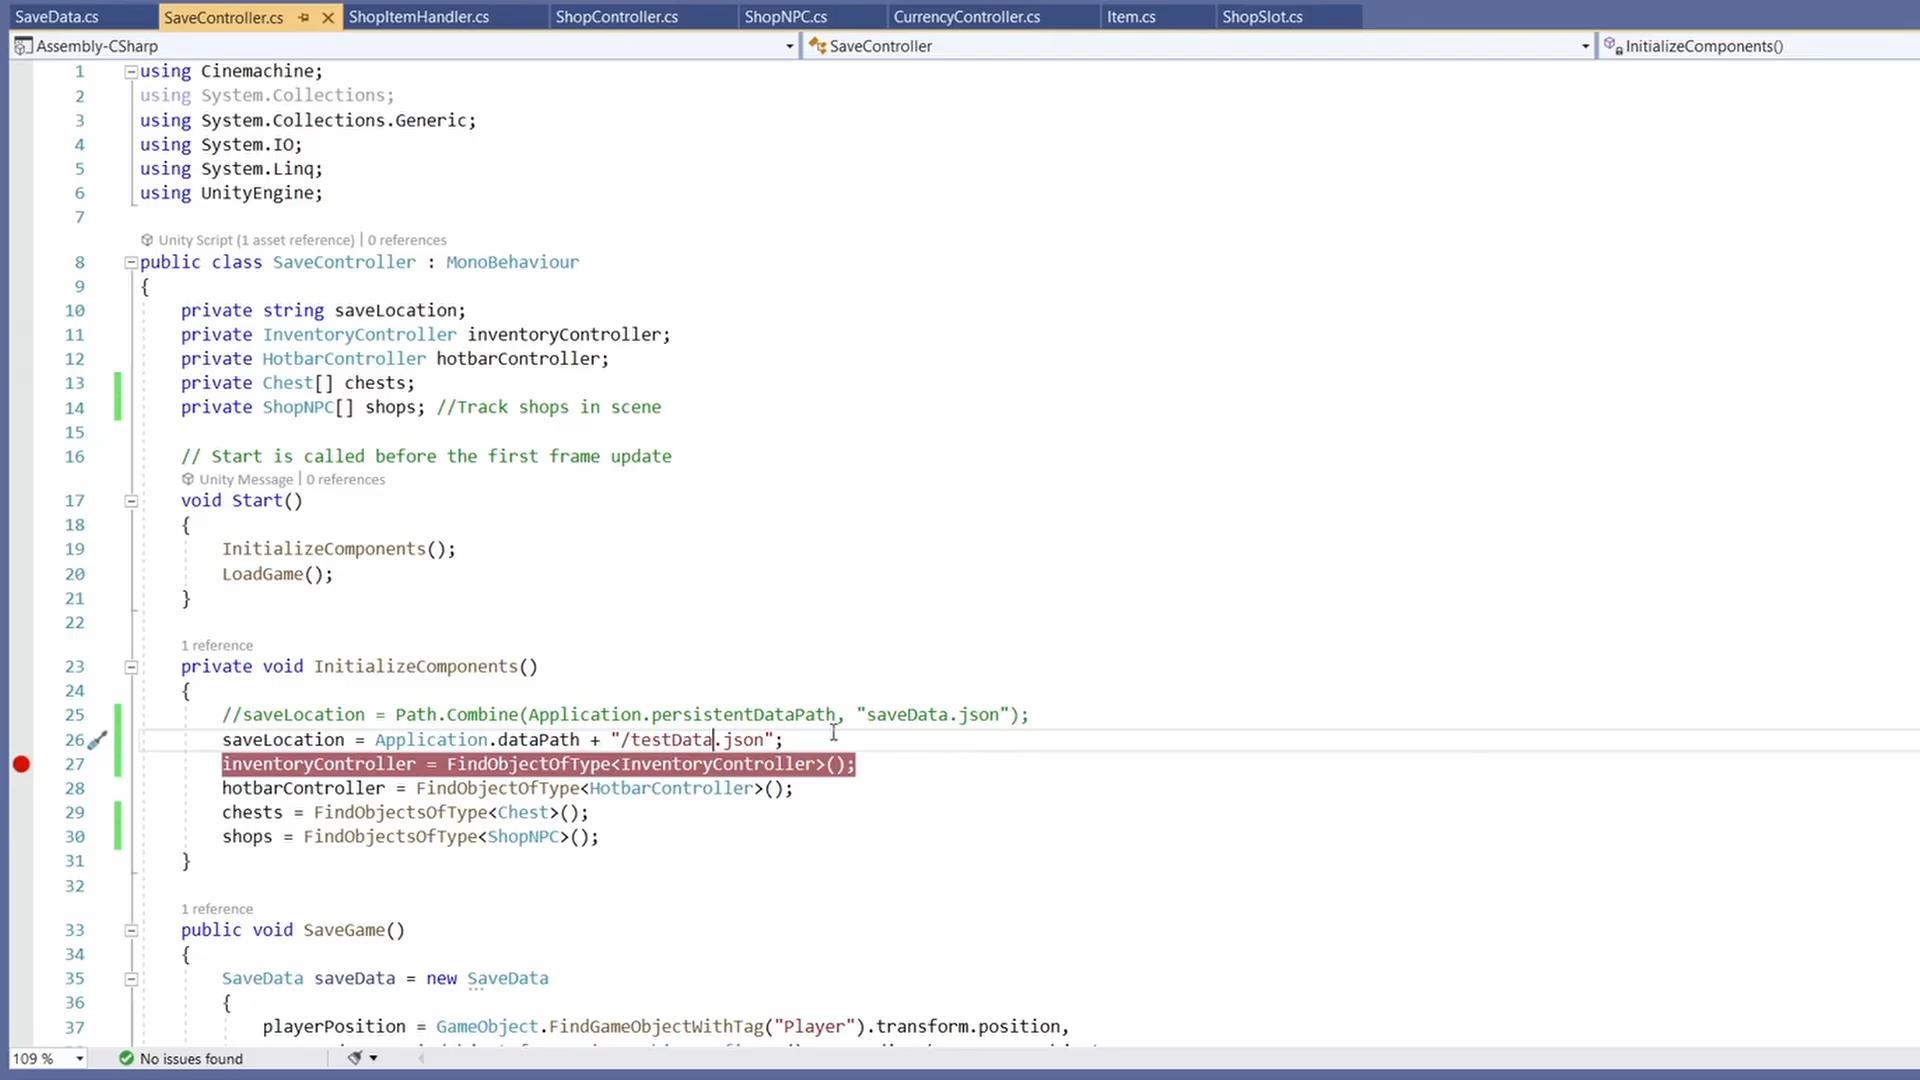 SaveData.cs SaveController.cs ShopItemHandler.cs ShopController.cs ShopNPC.cs CurrencyController.cs Item.cs ShopSlot.cs
Assembly-CSharp SaveController InitializeComponents()
1 using Cinemachine;
2 using System.Collections;
3 using System.Collections.Generic;
4 using System.IO;
5 using System.Linq;
6 using UnityEngine;
7
Unity Script (1 asset reference) | 0 references
8 public class SaveController : MonoBehaviour
9 {
10 private string saveLocation;
11 private InventoryController inventoryController;
12 private HotbarController hotbarController;
13 private Chest[] chests;
14 private ShopNPC[] shops; //Track shops in scene
15
16 // Start is called before the first frame update
Unity Message | 0 references
17 void Start()
18 {
19 InitializeComponents();
20 LoadGame();
21 }
22
1 reference
23 private void InitializeComponents()
24 {
25 //saveLocation = Path.Combine(Application.persistentDataPath, "saveData.json");
26 saveLocation = Application.dataPath + "/testData.json";
27 inventoryController = FindObjectOfType<InventoryController>();
28 hotbarController = FindObjectOfType<HotbarController>();
29 chests = FindObjectsOfType<Chest>();
30 shops = FindObjectsOfType<ShopNPC>();
31 }
32
1 reference
33 public void SaveGame()
34 {
35 SaveData saveData = new SaveData
36 {
37 playerPosition = GameObject.FindGameObjectWithTag("Player").transform.position,
109 % No issues found